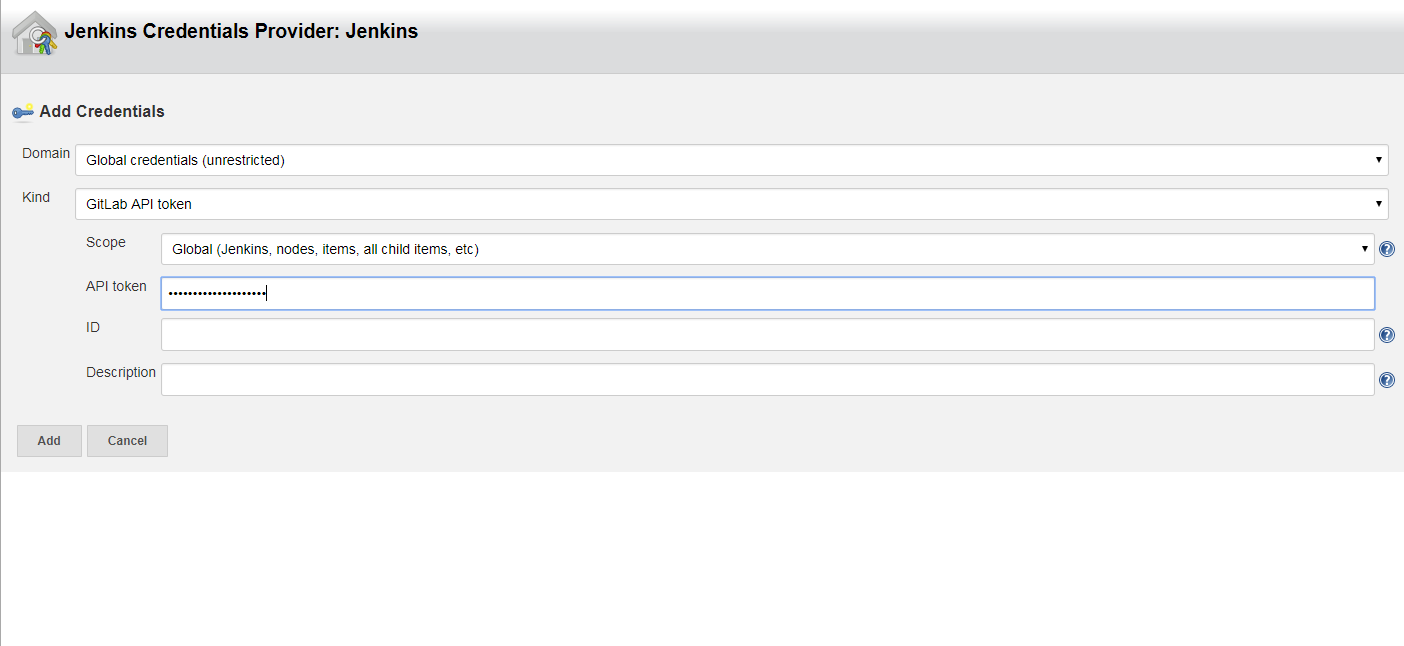 Jenkins Credentials Provider: Jenkins
Add Credentials
Domain Global credentials (unrestricted)
Kind GitLab API token
Scope Global (Jenkins, nodes, items, all child items, etc)
API token ••••••••••••••••••••
ID
Description
Add Cancel